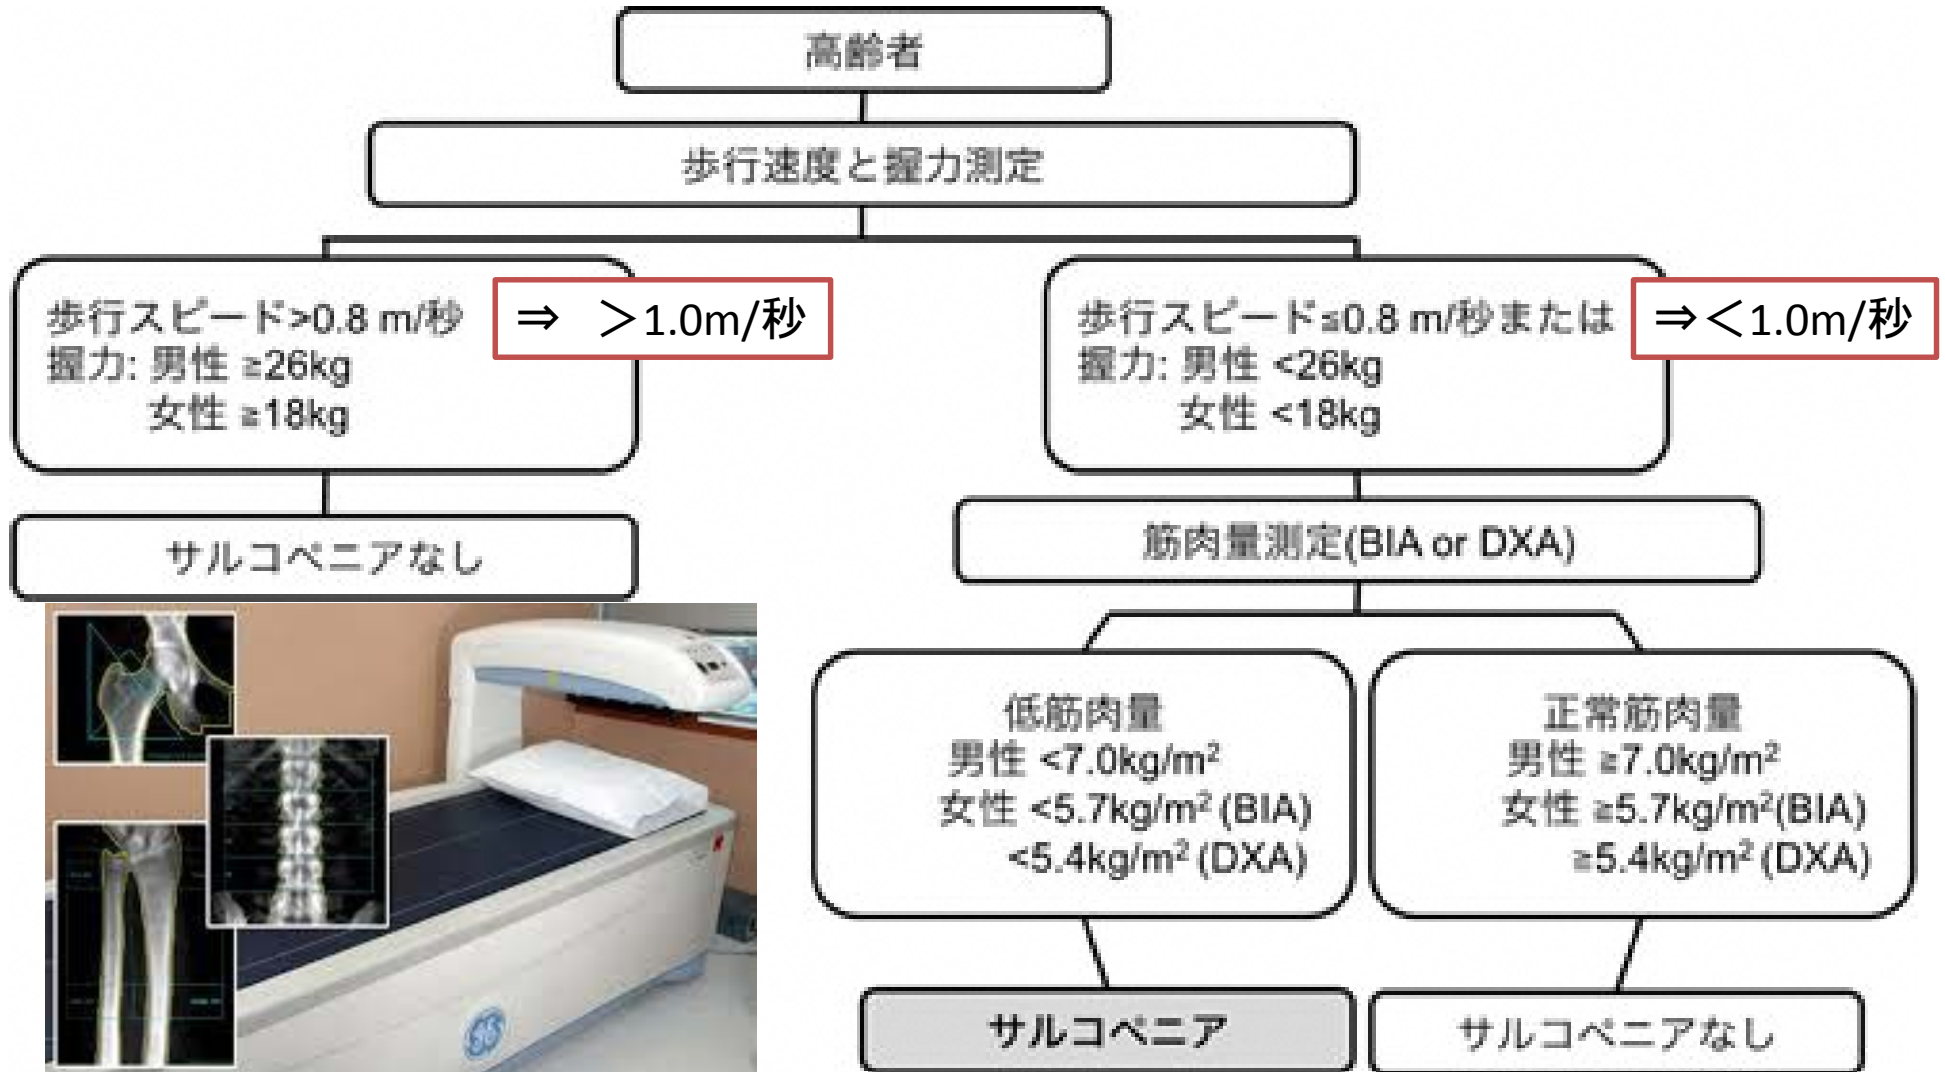 高齢者
歩行速度と握力測定
歩行スピード>0.8 m/秒
⇒ ＞1.0m/秒
握力: 男性 ≧26kg
女性 ≧18kg
サルコペニアなし
歩行スピード≦0.8 m/秒または
⇒＜1.0m/秒
握力: 男性 <26kg
女性 <18kg
筋肉量測定(BIA or DXA)
低筋肉量
男性 <7.0kg/m²
女性 <5.7kg/m² (BIA)
<5.4kg/m² (DXA)
正常筋肉量
男性 ≧7.0kg/m²
女性 ≧5.7kg/m²(BIA)
≧5.4kg/m² (DXA)
サルコペニア
サルコペニアなし
GE